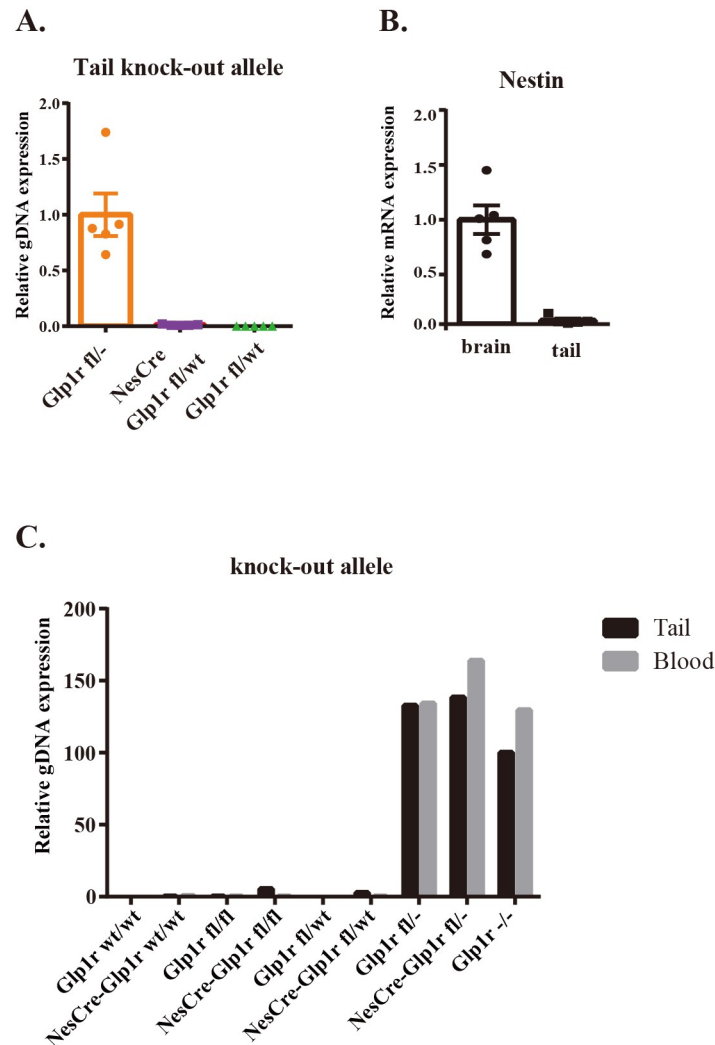 A.
Tail knock-out allele
Relative gDNA expression
2.0
1.5
1.0
0.5
0.0
Glp1r fl/-
NesCre
Glp1r fl/wt
Glp1r fl/wt
B.
Nestin
Relative mRNA expression
2.0
1.5
1.0
0.5
0.0
brain
tail
C.
knock-out allele
Relative gDNA expression
200
150
100
50
0
Glp1r wt/wt
NesCre-Glp1r wt/wt
Glp1r fl/fl
NesCre-Glp1r fl/fl
Glp1r fl/wt
NesCre-Glp1r fl/wt
Glp1r fl/-
NesCre-Glp1r fl/-
Glp1r -/-
Tail
Blood